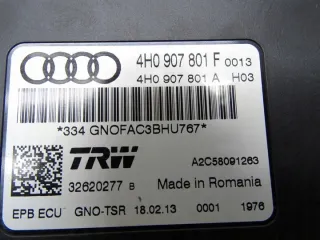 4H0 907 801 F 0013
4H0 907 801 A H03
*334 GNOFAC3BHU767*
TRW A2C58091263
32620277 B Made in Romania
EPB ECU GNO-TSR 18.02.13 0001 1976